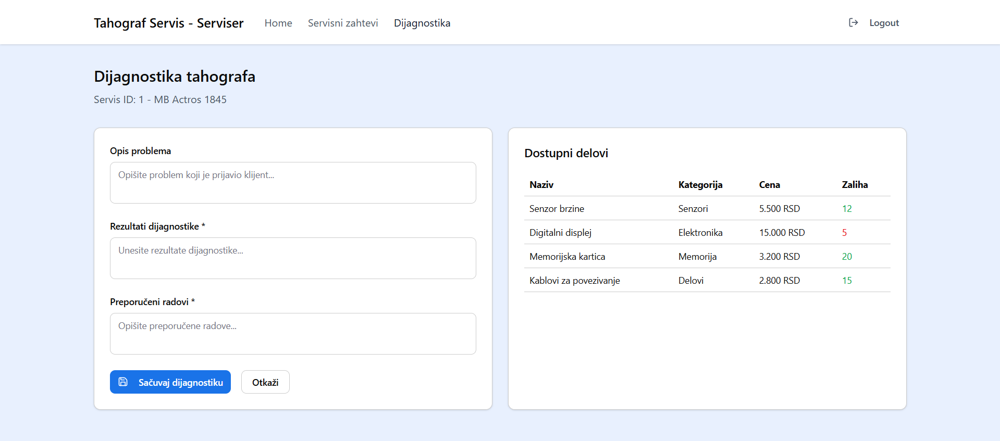 Tahograf Servis - Serviser Home Servisni zahtevi Dijagnostika Logout
Dijagnostika tahografa
Servis ID: 1 - MB Actros 1845
Opis problema
Opišite problem koji je prijavio klijent...
Rezultati dijagnostike *
Unesite rezultate dijagnostike...
Preporučeni radovi *
Opišite preporučene radove...
Sačuvaj dijagnostiku Otkaži
Dostupni delovi
Naziv Kategorija Cena Zaliha
Senzor brzine Senzori 5.500 RSD 12
Digitalni displej Elektronika 15.000 RSD 5
Memorijska kartica Memorija 3.200 RSD 20
Kablovi za povezivanje Delovi 2.800 RSD 15